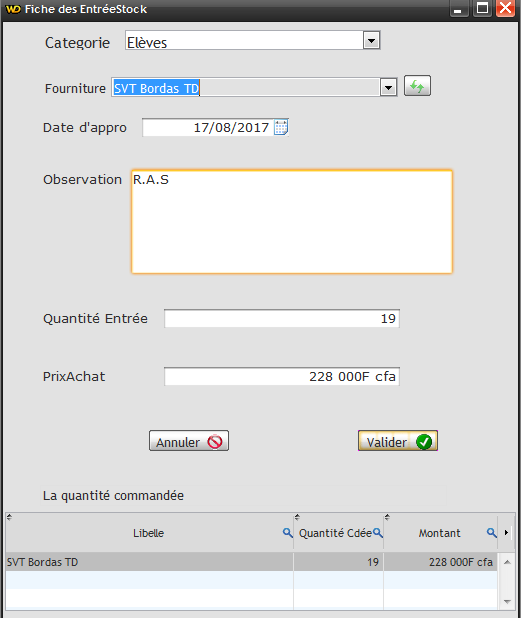 WD Fiche des EntréeStock
Categorie Elèves
Fourniture SVT Bordas TD
Date d'appro 17/08/2017
Observation R.A.S
Quantité Entrée 19
PrixAchat 228 000F cfa
Annuler Valider
La quantité commandée
Libelle Quantité Cdée Montant
SVT Bordas TD 19 228 000F cfa